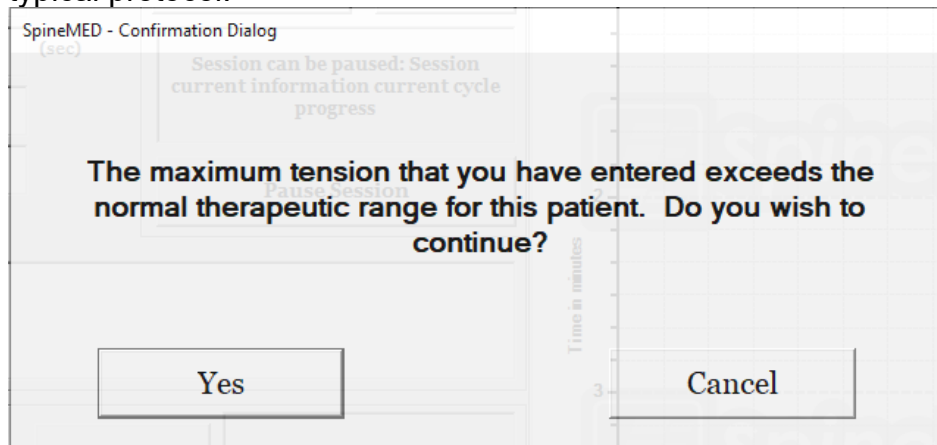 typical protocol.
SpineMED - Confirmation Dialog
(sec)
Session can be paused: Session
current information current cycle
progress
The maximum tension that you have entered exceeds the
Pause Session
2
normal therapeutic range for this patient.  Do you wish to
continue?
Time in minutes
Yes
Cancel
3
Spine